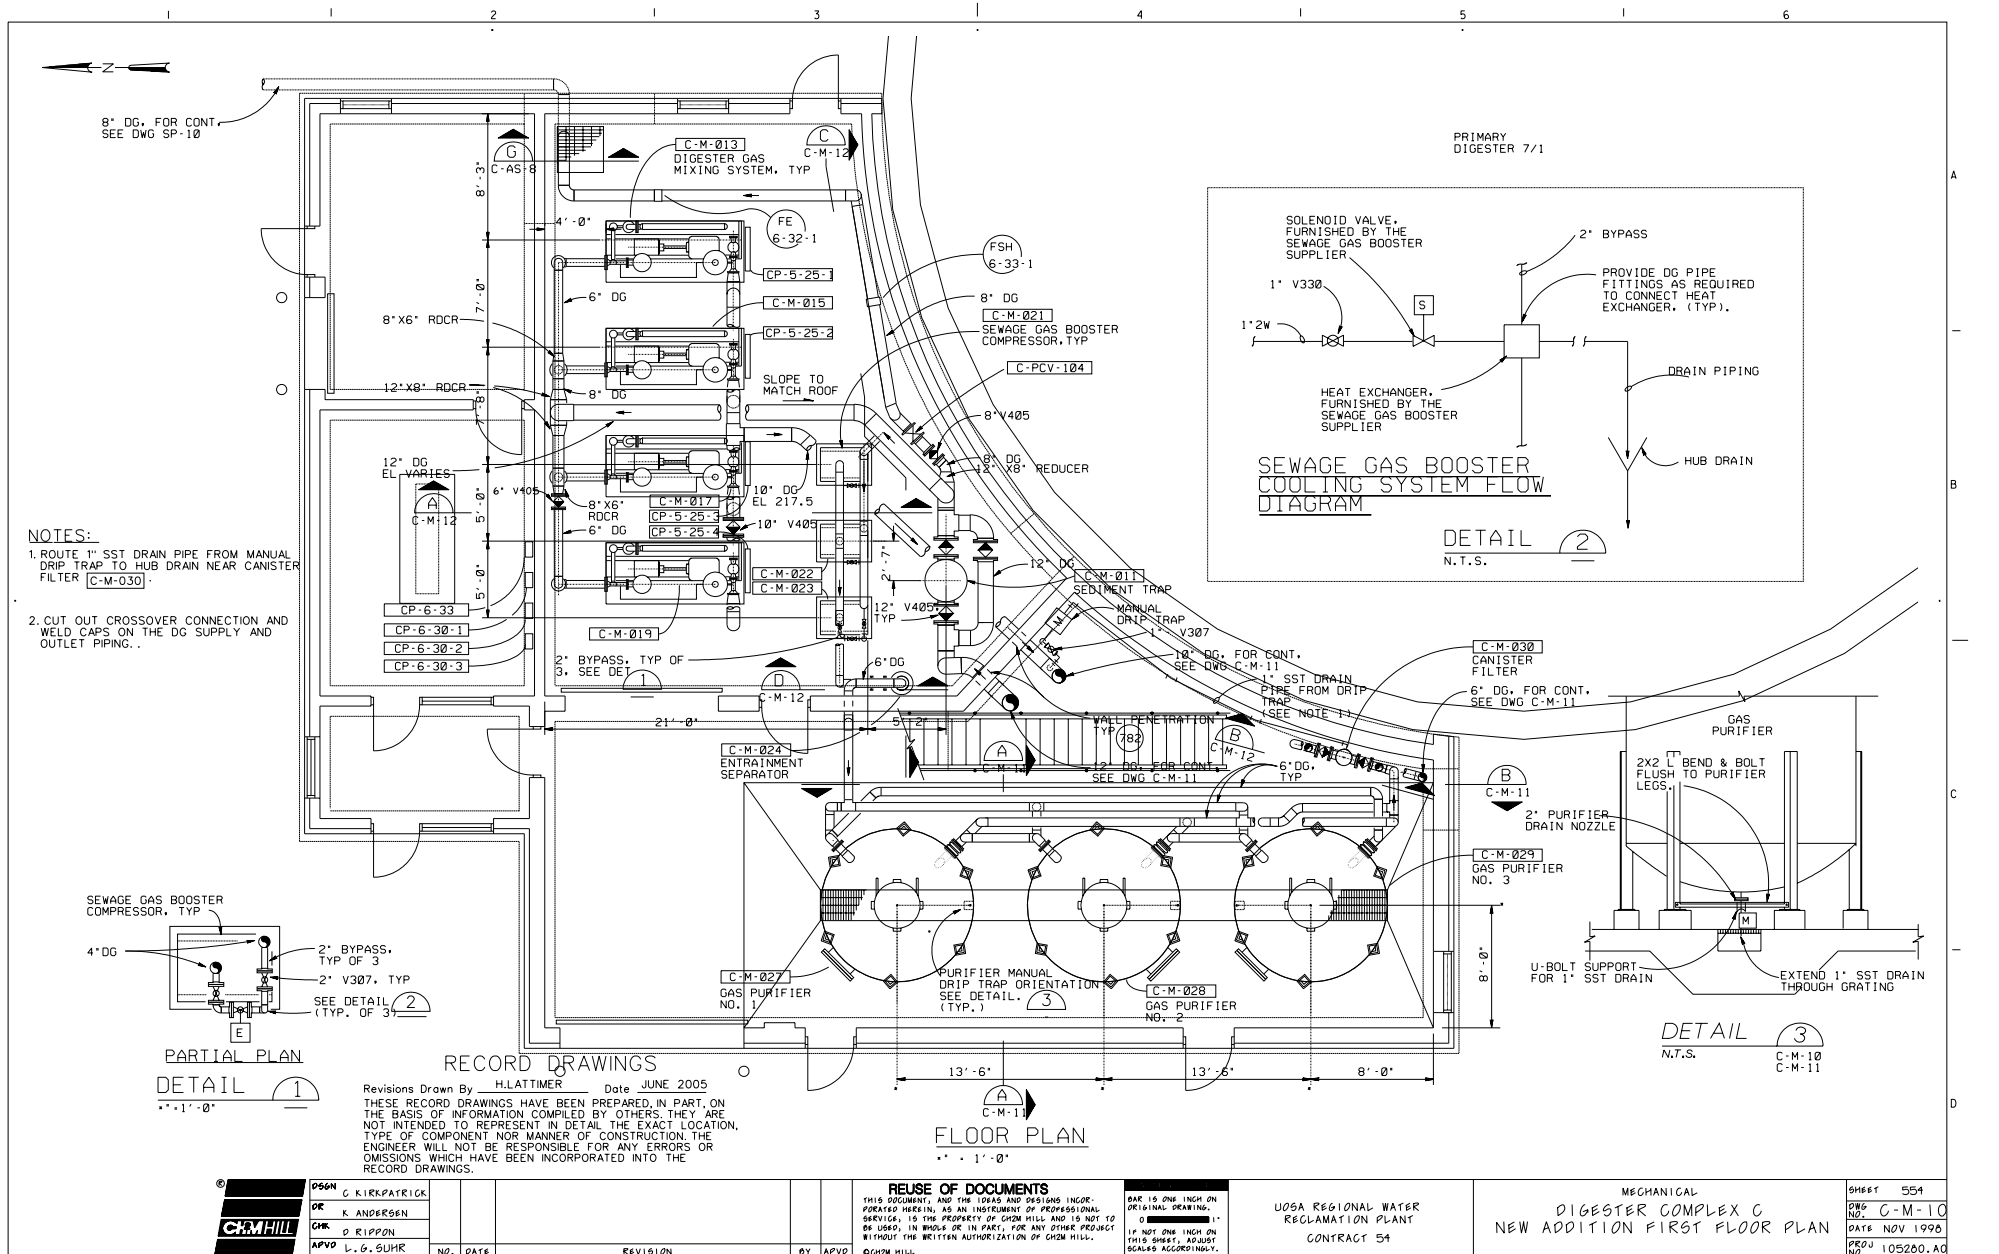 1
2
3
4
5
6
N
8" DG, FOR CONT.
SEE DWG SP-10
G
C-AS-8
C-M-013
DIGESTER GAS
MIXING SYSTEM, TYP
C
C-M-12
PRIMARY
DIGESTER 7/1
A
8'-3"
4'-0"
FE
6-32-1
FSH
6-33-1
CP-5-25-1
6" DG
C-M-015
8" DG
C-M-021
SEWAGE GAS BOOSTER
COMPRESSOR, TYP
7'-0"
8"X6" RDCR
CP-5-25-2
C-PCV-104
12"X8" RDCR
8" DG
SLOPE TO
MATCH ROOF
7'-8"
8"V405
8" DG
12" X8" REDUCER
12" DG
EL VARIES
6" V405
A
C-M-12
8"X6"
RDCR
6" DG
C-M-017
CP-5-25-3
CP-5-25-4
10" DG
EL 217.5
10" V405
5'-0"
5'-0"
2'-7"
12" DG
C-M-022
C-M-023
C-M-011
SEDIMENT TRAP
12" V405,
TYP
MANUAL
DRIP TRAP
M
1" V307
CP-6-33
CP-6-30-1
CP-6-30-2
CP-6-30-3
C-M-019
2" BYPASS, TYP OF
3, SEE DET
1
D
C-M-12
6"DG
10" DG, FOR CONT.
SEE DWG C-M-11
1" SST DRAIN
PIPE FROM DRIP
TRAP
(SEE NOTE 1)
C-M-030
CANISTER
FILTER
6" DG, FOR CONT.
SEE DWG C-M-11
21'-0"
5'-2"
WALL PENETRATION
TYP
782
B
C-M-12
C-M-024
ENTRAINMENT
SEPARATOR
A
C-M-11
12" DG, FOR CONT.
SEE DWG C-M-11
6"DG,
TYP
B
C-M-11
C-M-029
GAS PURIFIER
NO. 3
C-M-027
GAS PURIFIER
NO. 1
PURIFIER MANUAL
DRIP TRAP ORIENTATION
SEE DETAIL.
(TYP.)
3
C-M-028
GAS PURIFIER
NO. 2
8'-0"
13'-6"
13'-6"
8'-0"
A
C-M-11
FLOOR PLAN
" = 1'-0"
NOTES:
1. ROUTE 1" SST DRAIN PIPE FROM MANUAL
DRIP TRAP TO HUB DRAIN NEAR CANISTER
FILTER C-M-030 .
2. CUT OUT CROSSOVER CONNECTION AND
WELD CAPS ON THE DG SUPPLY AND
OUTLET PIPING..
SOLENOID VALVE,
FURNISHED BY THE
SEWAGE GAS BOOSTER
SUPPLIER
2" BYPASS
1" V330
S
PROVIDE DG PIPE
FITTINGS AS REQUIRED
TO CONNECT HEAT
EXCHANGER, (TYP).
1"2W
DRAIN PIPING
HEAT EXCHANGER,
FURNISHED BY THE
SEWAGE GAS BOOSTER
SUPPLIER
HUB DRAIN
SEWAGE GAS BOOSTER
COOLING SYSTEM FLOW
DIAGRAM
DETAIL 2
N.T.S.
B
C
D
GAS
PURIFIER
2X2 L BEND & BOLT
FLUSH TO PURIFIER
LEGS.
2" PURIFIER
DRAIN NOZZLE
M
U-BOLT SUPPORT
FOR 1" SST DRAIN
EXTEND 1" SST DRAIN
THROUGH GRATING
DETAIL 3
N.T.S.
C-M-10
C-M-11
SEWAGE GAS BOOSTER
COMPRESSOR, TYP
4"DG
2" BYPASS,
TYP OF 3
2" V307, TYP
SEE DETAIL 2
(TYP. OF 3)
E
PARTIAL PLAN
DETAIL 1
"=1'-0"
RECORD DRAWINGS
Revisions Drawn By H.LATTIMER Date JUNE 2005
THESE RECORD DRAWINGS HAVE BEEN PREPARED, IN PART, ON
THE BASIS OF INFORMATION COMPILED BY OTHERS. THEY ARE
NOT INTENDED TO REPRESENT IN DETAIL THE EXACT LOCATION,
TYPE OF COMPONENT NOR MANNER OF CONSTRUCTION. THE
ENGINEER WILL NOT BE RESPONSIBLE FOR ANY ERRORS OR
OMISSIONS WHICH HAVE BEEN INCORPORATED INTO THE
RECORD DRAWINGS.
©
CH2M HILL
DSGN C KIRKPATRICK
DR K ANDERSEN
CHK D RIPPON
APVD L.G.SUHR
NO. DATE REVISION BY APVD
REUSE OF DOCUMENTS
THIS DOCUMENT, AND THE IDEAS AND DESIGNS INCOR-
PORATED HEREIN, AS AN INSTRUMENT OF PROFESSIONAL
SERVICE, IS THE PROPERTY OF CH2M HILL AND IS NOT TO
BE USED, IN WHOLE OR IN PART, FOR ANY OTHER PROJECT
WITHOUT THE WRITTEN AUTHORIZATION OF CH2M HILL.
©CH2M HILL
BAR IS ONE INCH ON
ORIGINAL DRAWING.
0 1"
IF NOT ONE INCH ON
THIS SHEET, ADJUST
SCALES ACCORDINGLY.
UOSA REGIONAL WATER
RECLAMATION PLANT
CONTRACT 54
MECHANICAL
DIGESTER COMPLEX C
NEW ADDITION FIRST FLOOR PLAN
SHEET 554
DWG NO. C-M-10
DATE NOV 1998
PROJ NO. 105280.A0